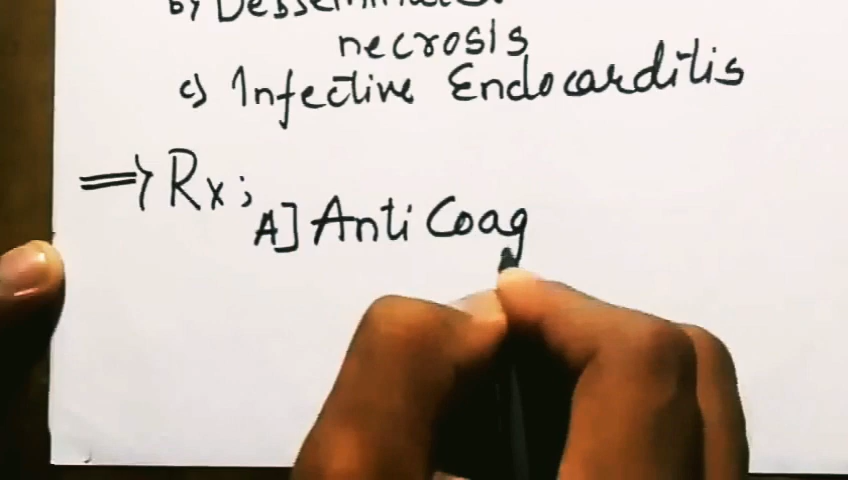 b)
necrosis
c) Infective Endocarditis
⇒ Rx;
A] Anti Coag